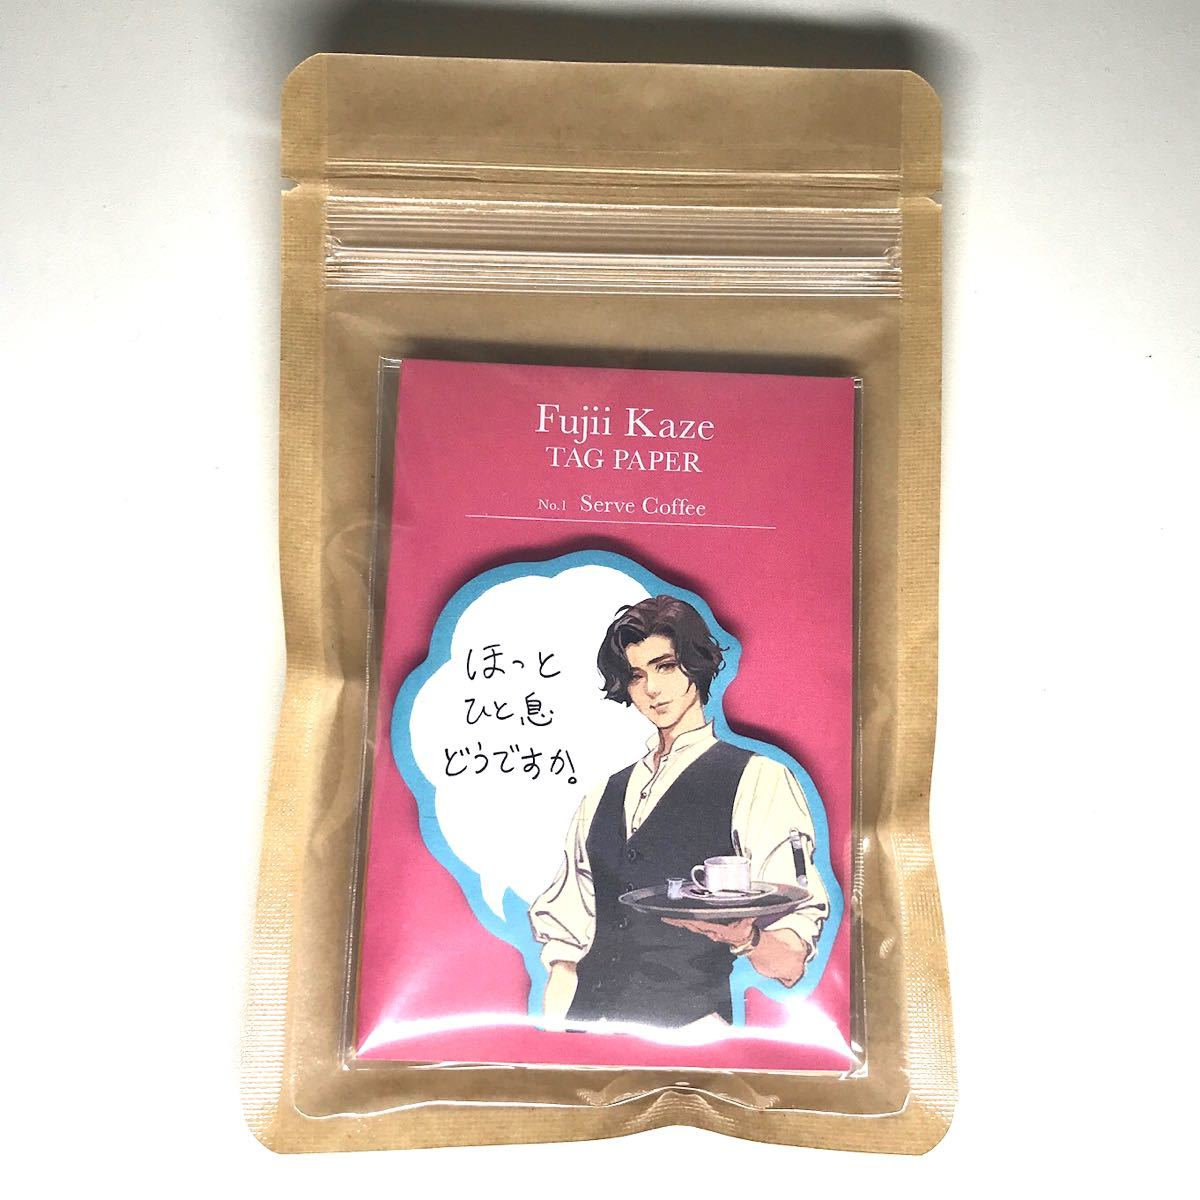 Fujii Kaze
TAG PAPER
No.1 Serve Coffee
ほっと
ひと息
どうですか。